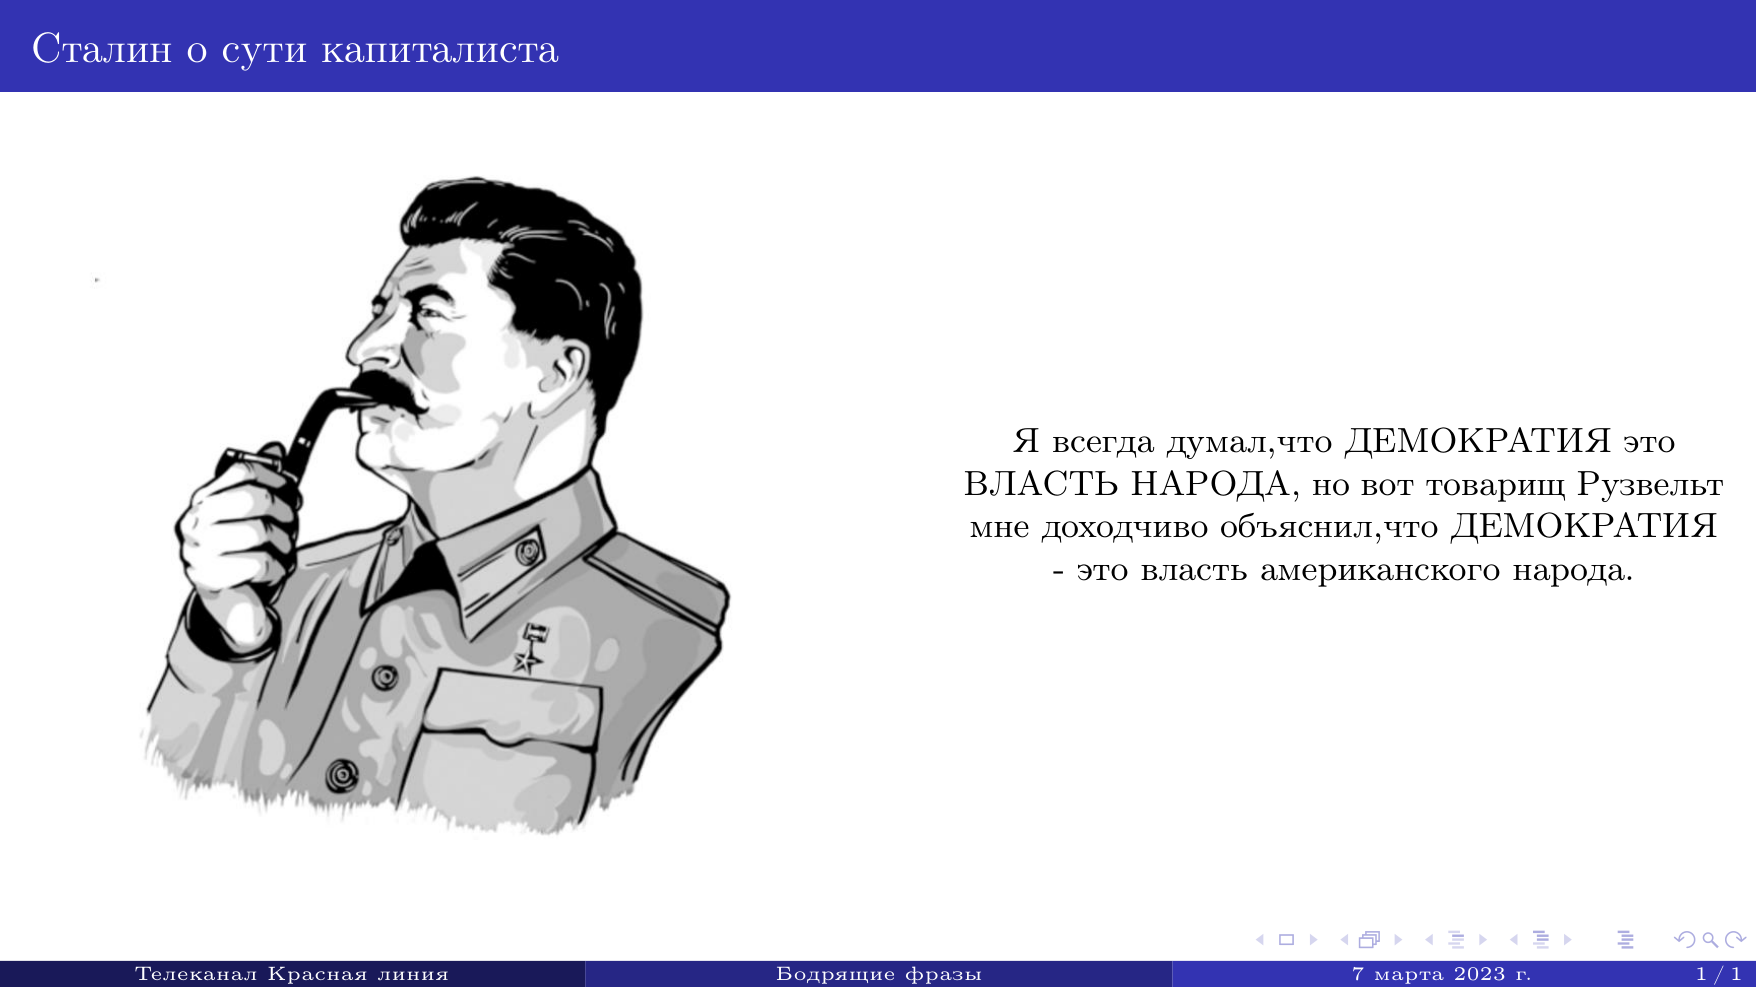 Сталин о сути капиталиста
Я всегда думал,что ДЕМОКРАТИЯ это
ВЛАСТЬ НАРОДА, но вот товарищ Рузвельт
мне доходчиво объяснил,что ДЕМОКРАТИЯ
- это власть американского народа.
Телеканал Красная линия
Бодрящие фразы
7 марта 2023 г.
1 / 1